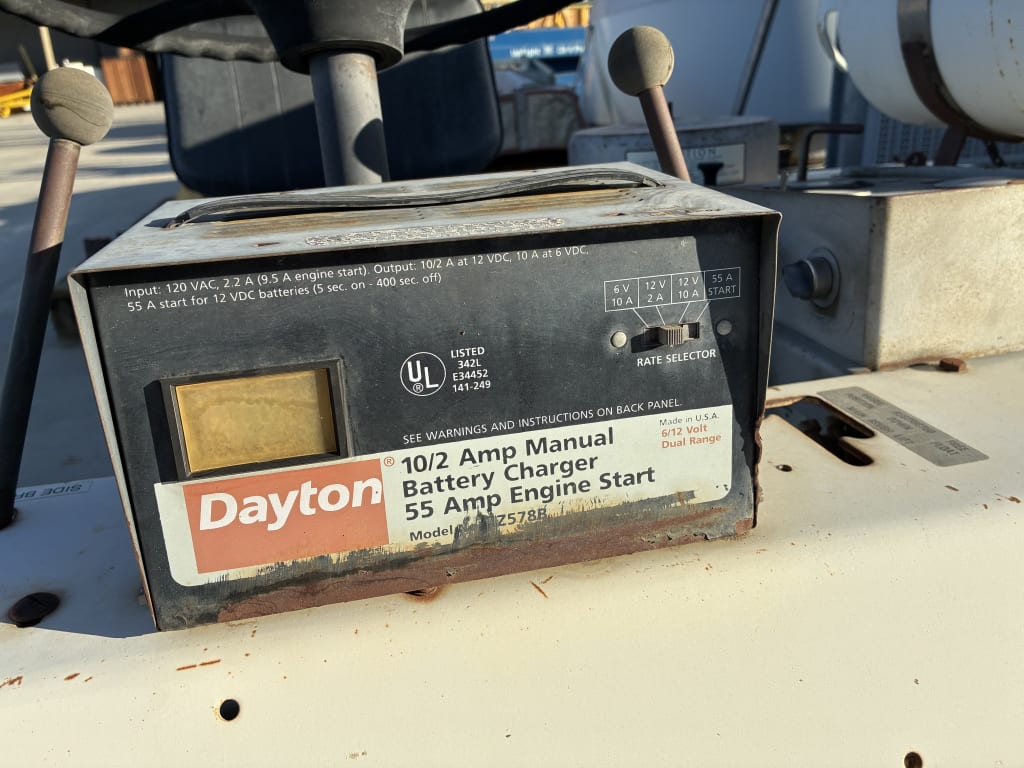 Input: 120 VAC, 2.2 A (9.5 A engine start). Output: 10/2 A at 12 VDC, 10 A at 6 VDC,
55 A start for 12 VDC batteries (5 sec. on - 400 sec. off)
6 V 12 V 12 V 55 A
10 A 2 A 10 A START
RATE SELECTOR
UL
®
LISTED
342L
E34452
141-249
SEE WARNINGS AND INSTRUCTIONS ON BACK PANEL.
Made in U.S.A.
6/12 Volt
Dual Range
Dayton®
10/2 Amp Manual
Battery Charger
55 Amp Engine Start
Model Z578B
SIDE